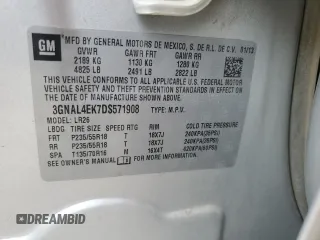 GM
MFD BY GENERAL MOTORS DE MEXICO, S. DE R.L. DE C.V. 01/13
GVWR GAWR FRT GAWR RR
2189 KG 1130 KG 1280 KG
4825 LB 2491 LB 2822 LB
THIS VEHICLE CONFORMS TO ALL APPLICABLE U.S. FEDERAL
MOTOR VEHICLE SAFETY AND THEFT PREVENTION STANDARDS
IN EFFECT ON THE DATE OF MANUFACTURE SHOWN ABOVE.
3GNAL4EK7DS571908 TYPE: M.P.V.
MODEL: LR26
LBDG TIRE SIZE SPEED RTG RIM COLD TIRE PRESSURE
FRT P235/55R18 T 18X7J 240KPA(35PSI)
RR P235/55R18 T 18X7J 240KPA(35PSI)
SPA T135/70R16 M 16X4T 420KPA(60PSI)
SEE OWNER'S MANUAL
DREAMBID
DREAMBID.COM